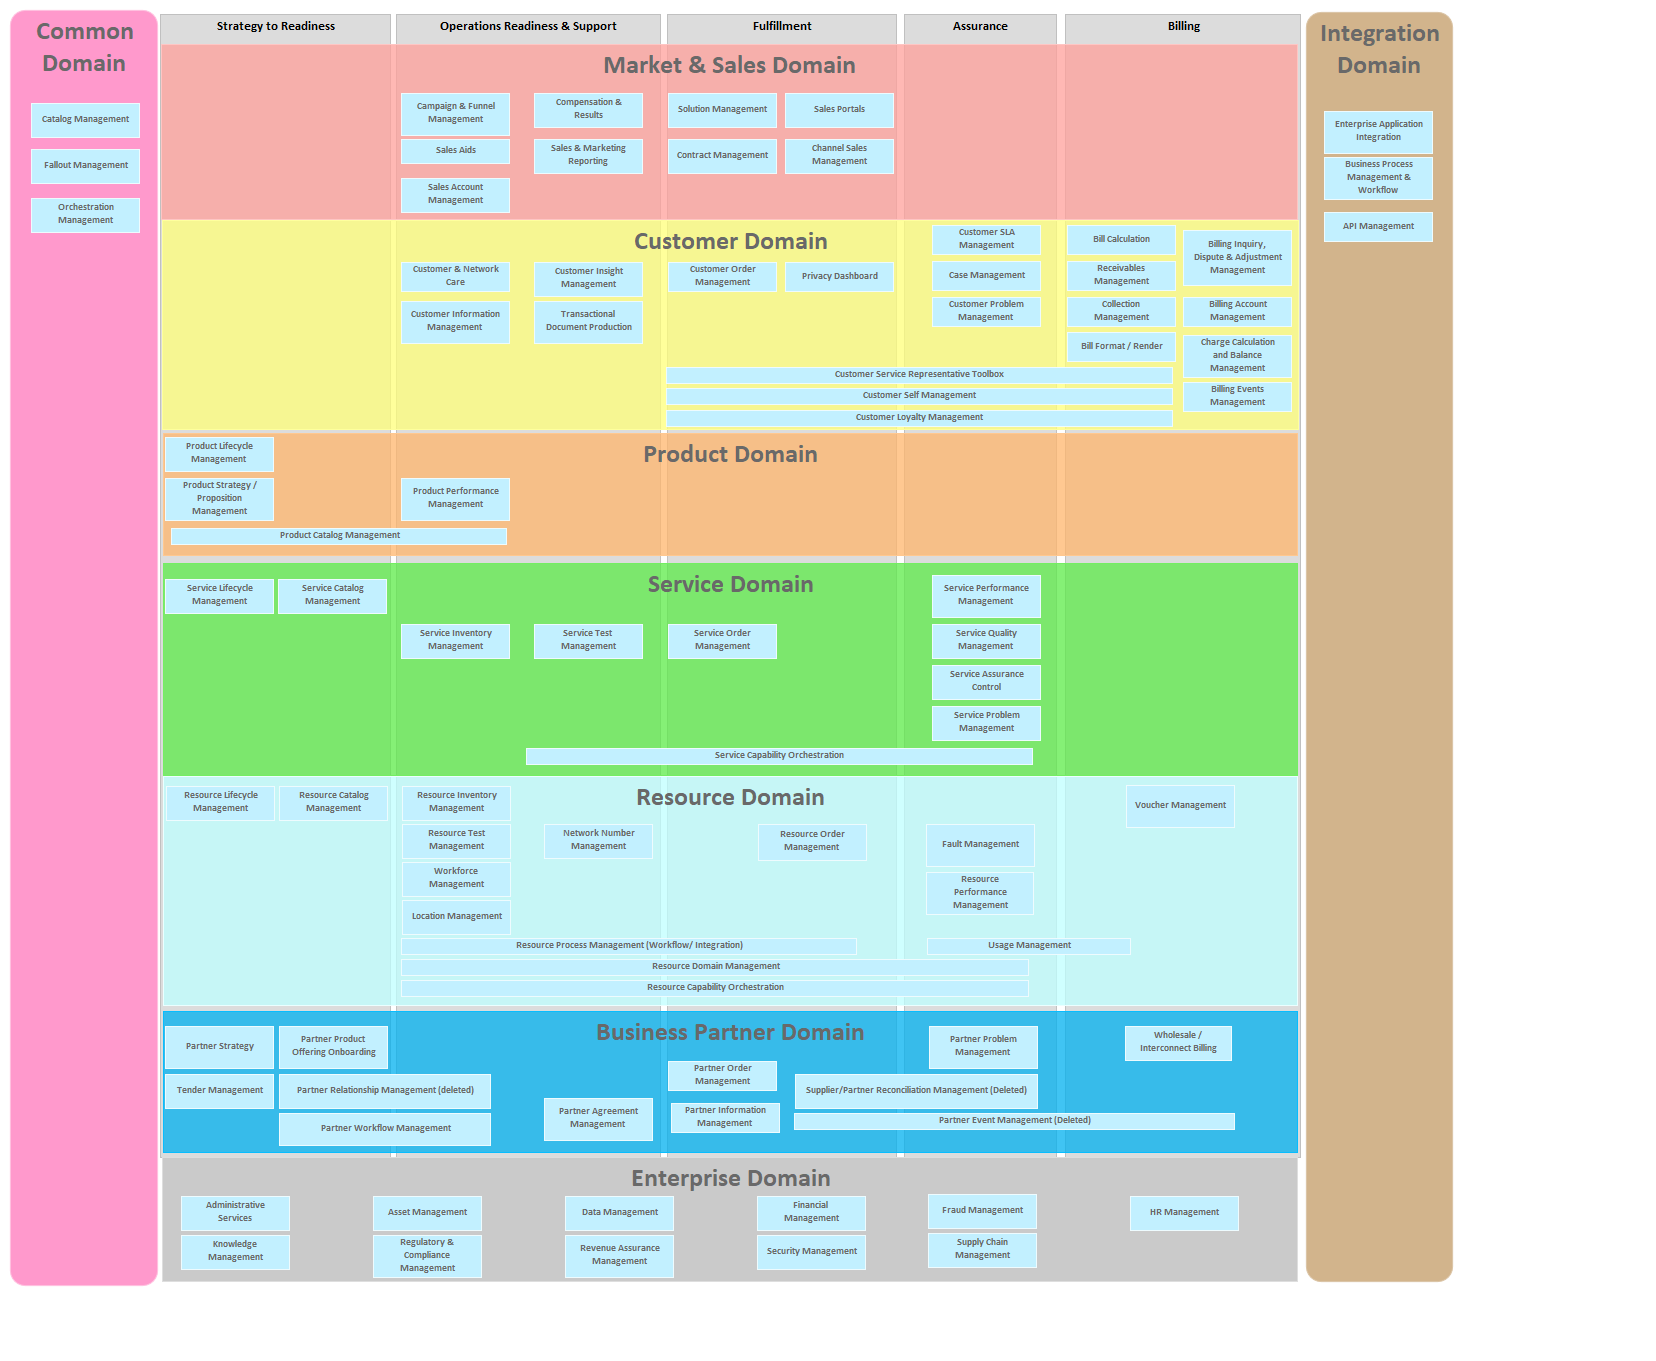 Common
Domain
Catalog Management
Fallout Management
Orchestration
Management
Strategy to Readiness
Operations Readiness & Support
Fulfillment
Assurance
Billing
Market & Sales Domain
Campaign & Funnel
Management
Compensation &
Results
Solution Management
Sales Portals
Sales Aids
Sales & Marketing
Reporting
Contract Management
Channel Sales
Management
Sales Account
Management
Customer Domain
Customer & Network
Care
Customer Insight
Management
Customer Order
Management
Privacy Dashboard
Customer Information
Management
Transactional
Document Production
Customer SLA
Management
Case Management
Customer Problem
Management
Bill Calculation
Receivables
Management
Collection
Management
Bill Format / Render
Billing Inquiry,
Dispute & Adjustment
Management
Billing Account
Management
Charge Calculation
and Balance
Management
Billing Events
Management
Customer Service Representative Toolbox
Customer Self Management
Customer Loyalty Management
Product Domain
Product Lifecycle
Management
Product Strategy /
Proposition
Management
Product Performance
Management
Product Catalog Management
Service Domain
Service Lifecycle
Management
Service Catalog
Management
Service Inventory
Management
Service Test
Management
Service Order
Management
Service Performance
Management
Service Quality
Management
Service Assurance
Control
Service Problem
Management
Service Capability Orchestration
Resource Domain
Resource Lifecycle
Management
Resource Catalog
Management
Resource Inventory
Management
Resource Test
Management
Workforce
Management
Location Management
Network Number
Management
Resource Order
Management
Fault Management
Resource
Performance
Management
Voucher Management
Resource Process Management (Workflow/ Integration)
Usage Management
Resource Domain Management
Resource Capability Orchestration
Business Partner Domain
Partner Strategy
Partner Product
Offering Onboarding
Tender Management
Partner Relationship Management (deleted)
Partner Workflow Management
Partner Agreement
Management
Partner Order
Management
Partner Information
Management
Partner Problem
Management
Supplier/Partner Reconciliation Management (Deleted)
Partner Event Management (Deleted)
Wholesale /
Interconnect Billing
Enterprise Domain
Administrative
Services
Asset Management
Data Management
Financial
Management
Fraud Management
HR Management
Knowledge
Management
Regulatory &
Compliance
Management
Revenue Assurance
Management
Security Management
Supply Chain
Management
Integration
Domain
Enterprise Application
Integration
Business Process
Management &
Workflow
API Management